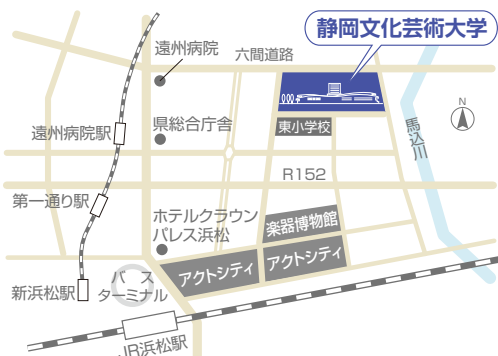 静岡文化芸術大学
遠州病院
六間道路
東小学校
馬込川
N
遠州病院駅
県総合庁舎
R152
第一通り駅
ホテルクラウン
パレス浜松
楽器博物館
アクトシティ
アクトシティ
新浜松駅
バス
ターミナル
JR浜松駅